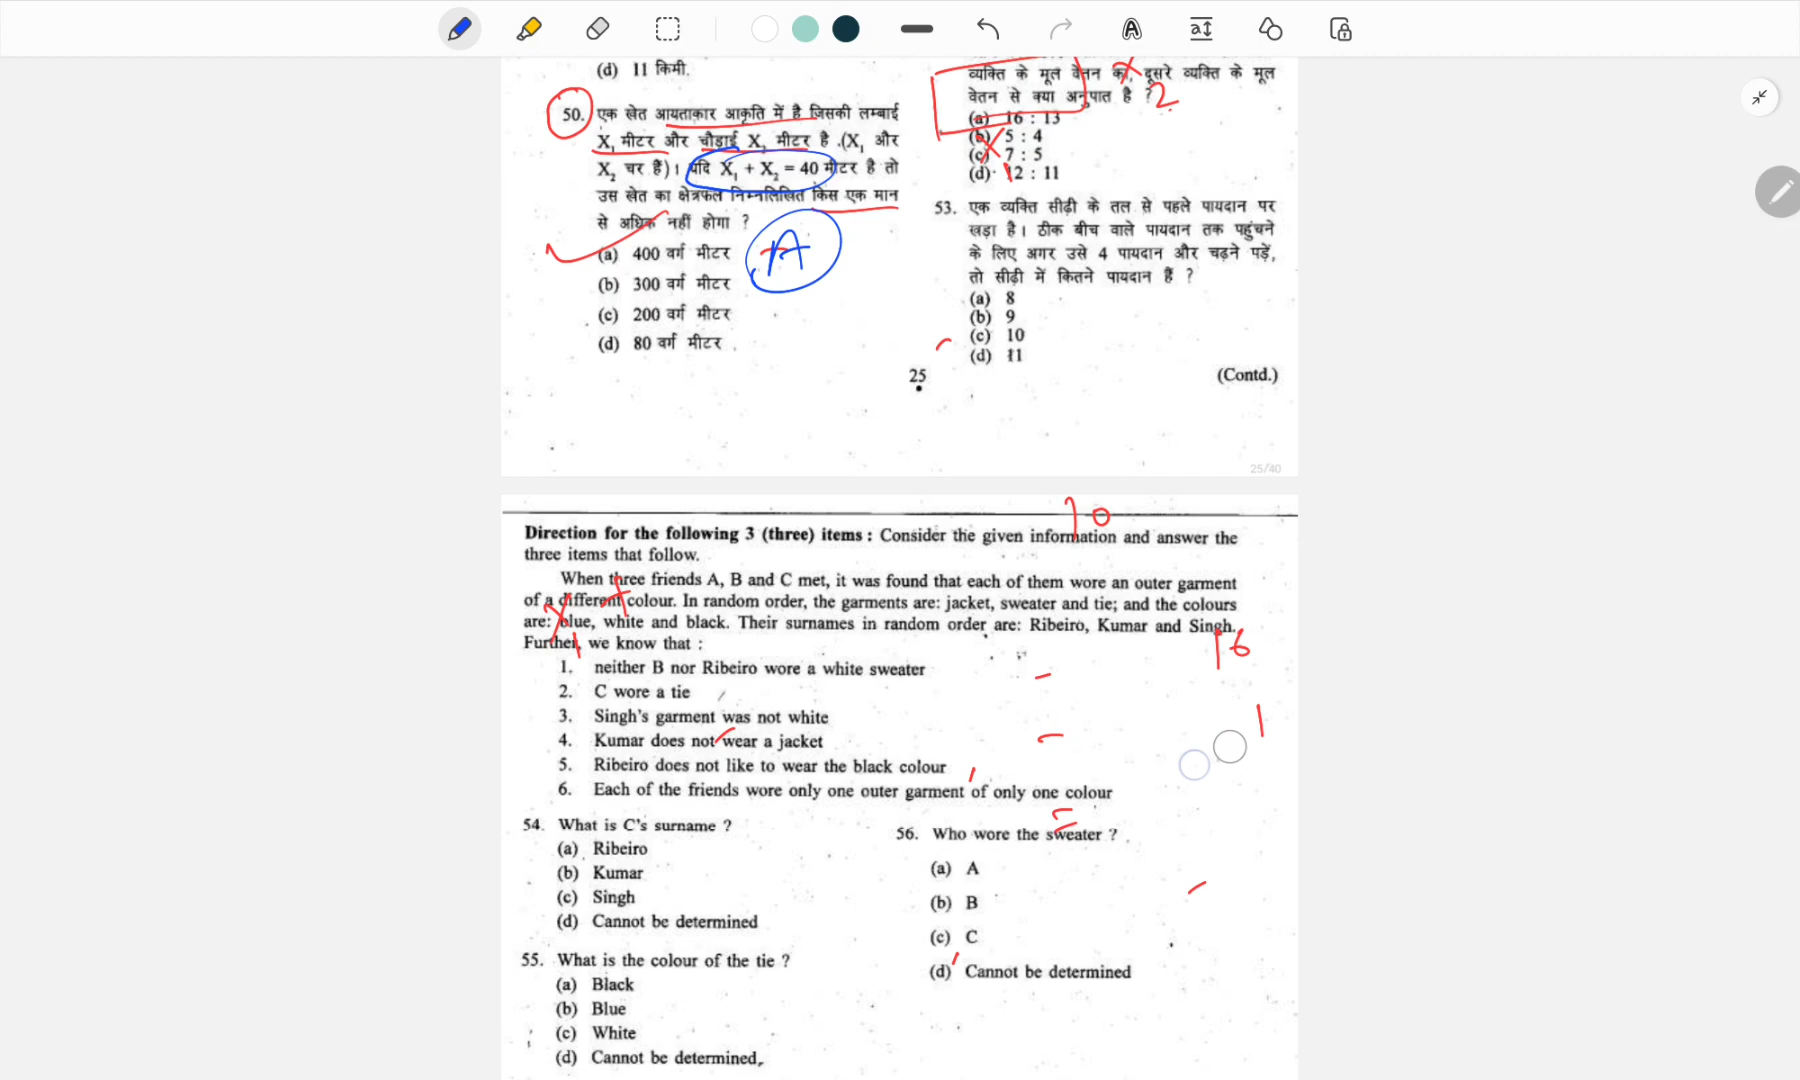 (d) 11 किमी.
50. एक खेत आयताकार आकृति में है जिसकी लम्बाई
X₁ मीटर और चौड़ाई X₂ मीटर है (X₁ और
X₂ चर हैं)। यदि X₁ + X₂ = 40 मीटर है तो
उस खेत का क्षेत्रफल निम्नलिखित किस एक मान
से अधिक नहीं होगा ?
(a) 400 वर्ग मीटर
(b) 300 वर्ग मीटर
(c) 200 वर्ग मीटर
(d) 80 वर्ग मीटर
A
व्यक्ति के मूल वेतन का, दूसरे व्यक्ति के मूल
वेतन से क्या अनुपात है ?
2
(a) 16 : 13
(b) 5 : 4
(c) 7 : 5
(d) 12 : 11
53. एक व्यक्ति सीढ़ी के तल से पहले पायदान पर
खड़ा है। ठीक बीच वाले पायदान तक पहुंचने
के लिए अगर उसे 4 पायदान और चढ़ने पड़ें,
तो सीढ़ी में कितने पायदान हैं ?
(a) 8
(b) 9
(c) 10
(d) 11
25
(Contd.)
25/40
10
Direction for the following 3 (three) items : Consider the given information and answer the
three items that follow.
When three friends A, B and C met, it was found that each of them wore an outer garment
of a different colour. In random order, the garments are: jacket, sweater and tie; and the colours
are: blue, white and black. Their surnames in random order are: Ribeiro, Kumar and Singh.
Further, we know that :
16
1. neither B nor Ribeiro wore a white sweater
2. C wore a tie
3. Singh's garment was not white
4. Kumar does not wear a jacket
5. Ribeiro does not like to wear the black colour
6. Each of the friends wore only one outer garment of only one colour
54. What is C's surname ?
(a) Ribeiro
(b) Kumar
(c) Singh
(d) Cannot be determined
55. What is the colour of the tie ?
(a) Black
(b) Blue
(c) White
(d) Cannot be determined
56. Who wore the sweater ?
(a) A
(b) B
(c) C
(d) Cannot be determined